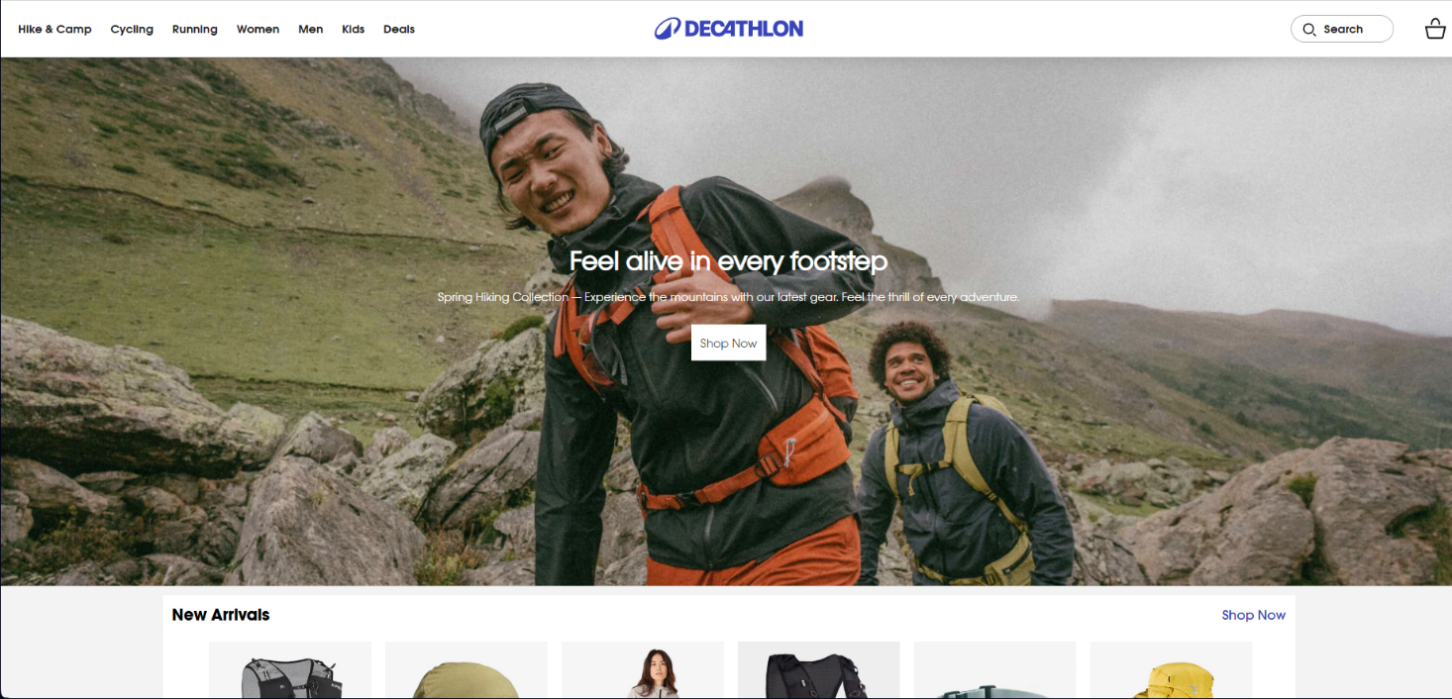 Hike & Camp Cycling Running Women Men Kids Deals
DECATHLON
Search
Feel alive in every footstep
Spring Hiking Collection — Experience the mountains with our latest gear. Feel the thrill of every adventure.
Shop Now
New Arrivals
Shop Now